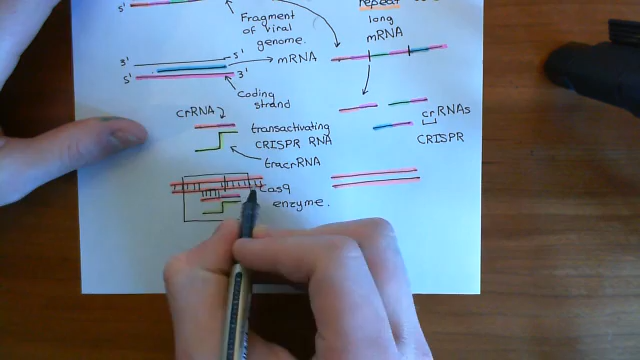 5'
Fragment
of viral
genome.
repeat
long
mRNA
3'
5'
mRNA
5'
3'
Coding
strand
crRNA
transactivating
CRISPR RNA
tracrRNA
crRNAs
CRISPR
Cas9
enzyme.